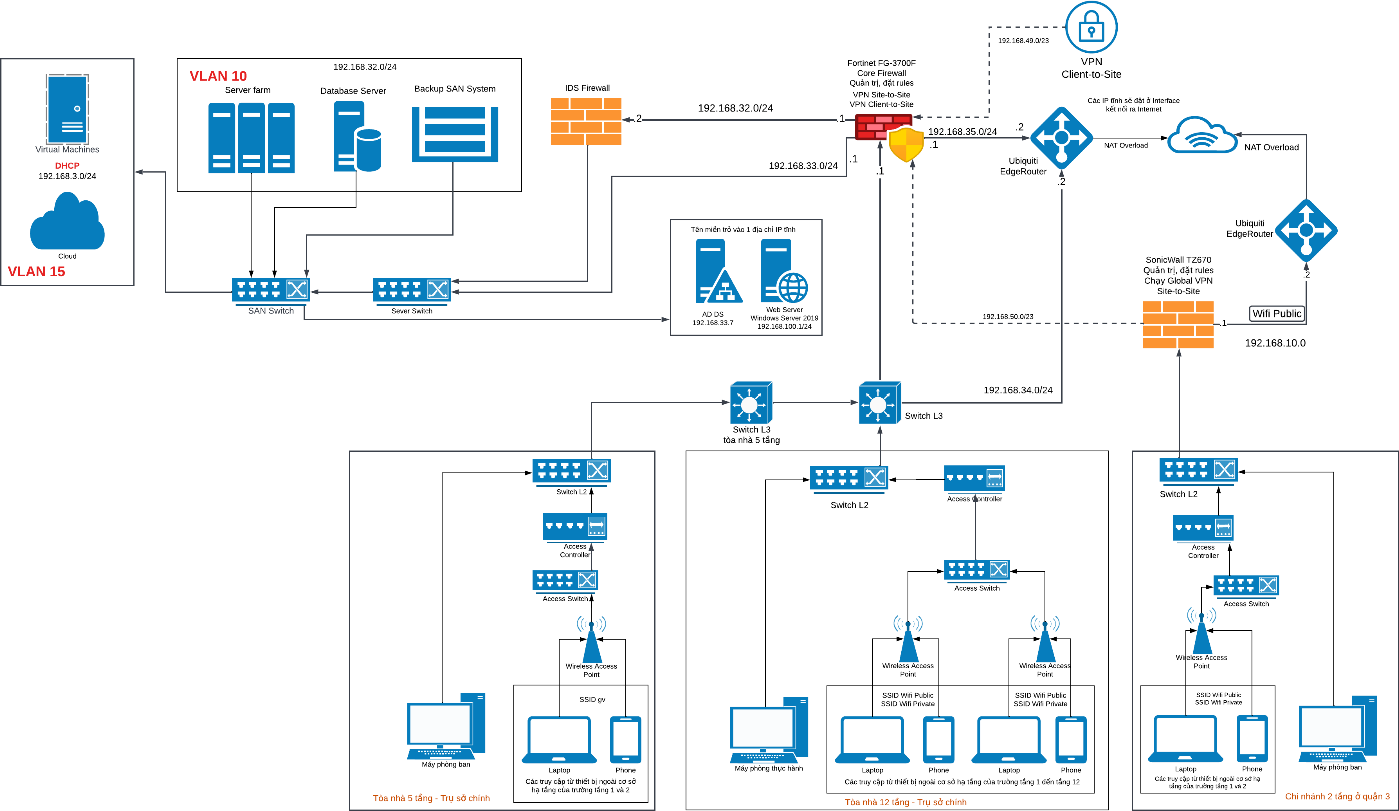 VPN
Client-to-Site
192.168.49.0/23
Fortinet FG-3700F
Core Firewall
Quản trị, đặt rules
VPN Site-to-Site
VPN Client-to-Site
Các IP tĩnh sẽ đặt ở Interface
kết nối ra Internet
VLAN 10
192.168.32.0/24
Server farm
Database Server
Backup SAN System
IDS Firewall
.2
192.168.32.0/24
.1
192.168.35.0/24
.1
.2
Ubiquiti
EdgeRouter
NAT Overload
NAT Overload
Virtual Machines
DHCP
192.168.3.0/24
Cloud
VLAN 15
192.168.33.0/24
.1
.1
.2
Tên miền trỏ vào 1 địa chỉ IP tĩnh
AD DS
192.168.33.7
Web Server
Windows Server 2019
192.168.100.1/24
SAN Switch
Sever Switch
Ubiquiti
EdgeRouter
SonicWall TZ670
Quản trị, đặt rules
Chạy Global VPN
Site-to-Site
192.168.50.0/23
.1
Wifi Public
.2
192.168.10.0
Switch L3
tòa nhà 5 tầng
Switch L3
192.168.34.0/24
Switch L2
Access
Controller
Access Switch
Wireless Access
Point
SSID gv
Máy phòng ban
Laptop
Phone
Các truy cập từ thiết bị ngoài cơ sở
hạ tầng của trường tầng 1 và 2
Tòa nhà 5 tầng - Trụ sở chính
Switch L2
Access Controller
Access Switch
Wireless Access
Point
Wireless Access
Point
SSID Wifi Public
SSID Wifi Private
SSID Wifi Public
SSID Wifi Private
Máy phòng thực hành
Laptop
Phone
Laptop
Phone
Các truy cập từ thiết bị ngoài cơ sở hạ tầng của trường tầng 1 đến tầng 12
Tòa nhà 12 tầng - Trụ sở chính
Switch L2
Access
Controller
Access Switch
Wireless Access
Point
SSID Wifi Public
SSID Wifi Private
Laptop
Phone
Máy phòng ban
Các truy cập từ thiết bị ngoài cơ sở hạ
tầng của trường tầng 1 và 2
Chi nhánh 2 tầng ở quận 3